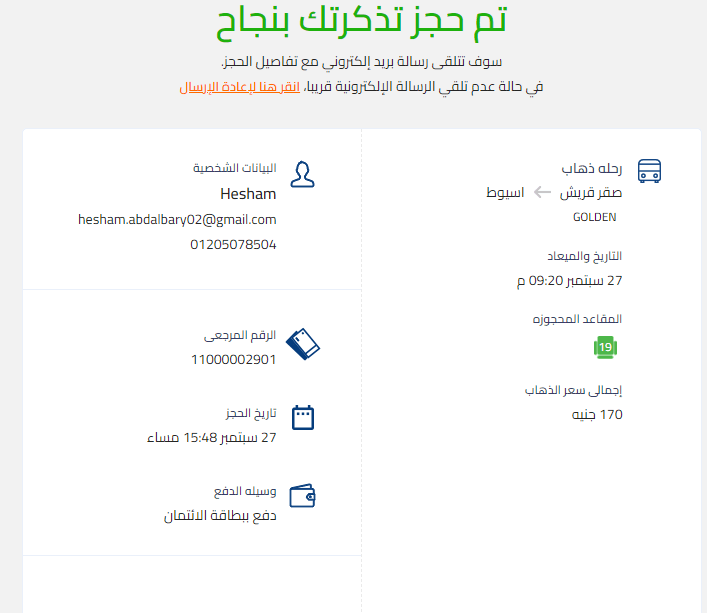 تم حجز تذكرتك بنجاح
سوف تتلقى رسالة بريد إلكتروني مع تفاصيل الحجز.
في حالة عدم تلقي الرسالة الإلكترونية قريبا، انقر هنا لإعادة الإرسال
رحله ذهاب
صقر قريش ← اسيوط
GOLDEN
التاريخ والميعاد
27 سبتمبر 09:20 م
المقاعد المحجوزه
19
إجمالى سعر الذهاب
170 جنيه
البيانات الشخصية
Hesham
hesham.abdalbary02@gmail.com
01205078504
الرقم المرجعى
11000002901
تاريخ الحجز
27 سبتمبر 15:48 مساء
وسيله الدفع
دفع ببطاقة الائتمان